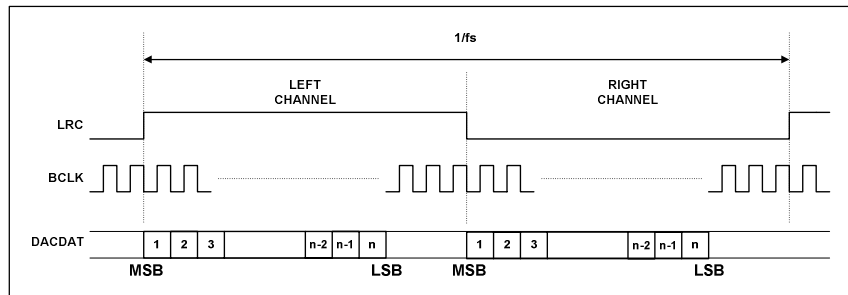 1/fs
LEFT
CHANNEL
RIGHT
CHANNEL
LRC
BCLK
DACDAT
1 2 3 n-2 n-1 n 1 2 3 n-2 n-1 n
MSB LSB MSB LSB